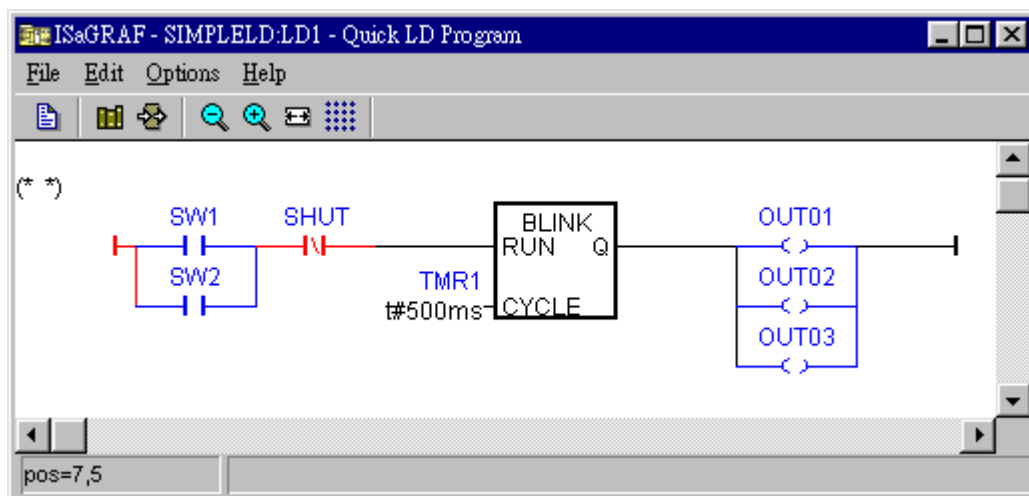 ISaGRAF - SIMPLELD:LD1 - Quick LD Program
File Edit Options Help
(* *)
SW1 SHUT BLINK OUT01
RUN Q
SW2 TMR1 OUT02
t#500ms CYCLE
OUT03
pos=7,5